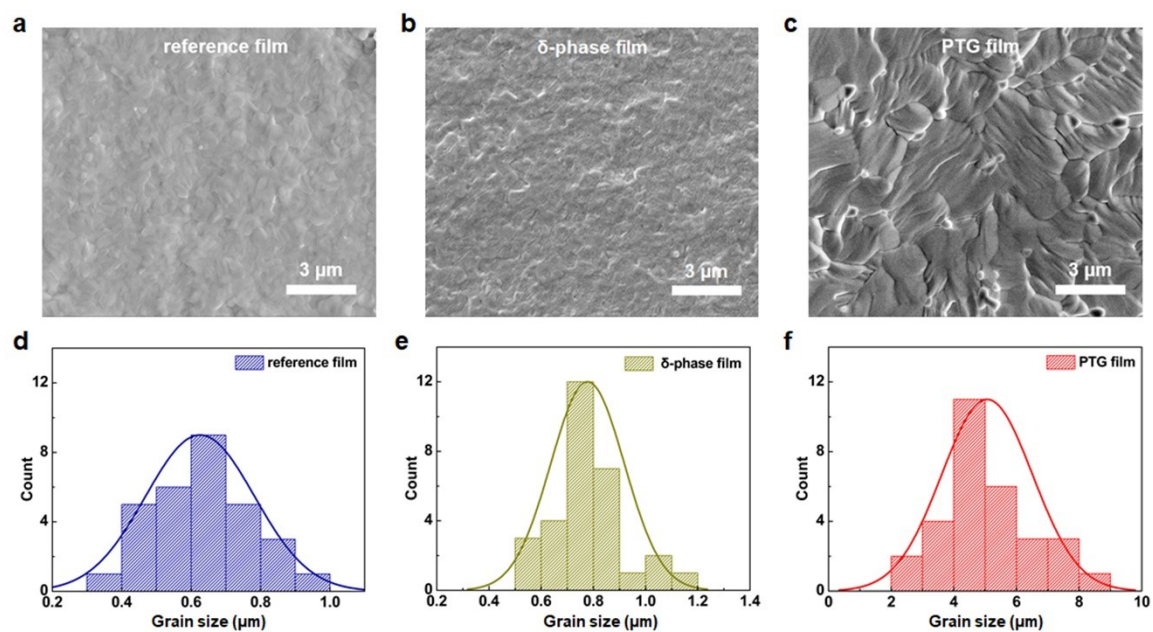 a
reference film
3 μm
b
δ-phase film
3 μm
c
PTG film
3 μm
d
reference film
Count
12
8
4
0
0.2 0.4 0.6 0.8 1.0
Grain size (μm)
e
δ-phase film
Count
12
8
4
0
0.2 0.4 0.6 0.8 1.0 1.2 1.4
Grain size (μm)
f
PTG film
Count
12
8
4
0
0 2 4 6 8 10
Grain size (μm)